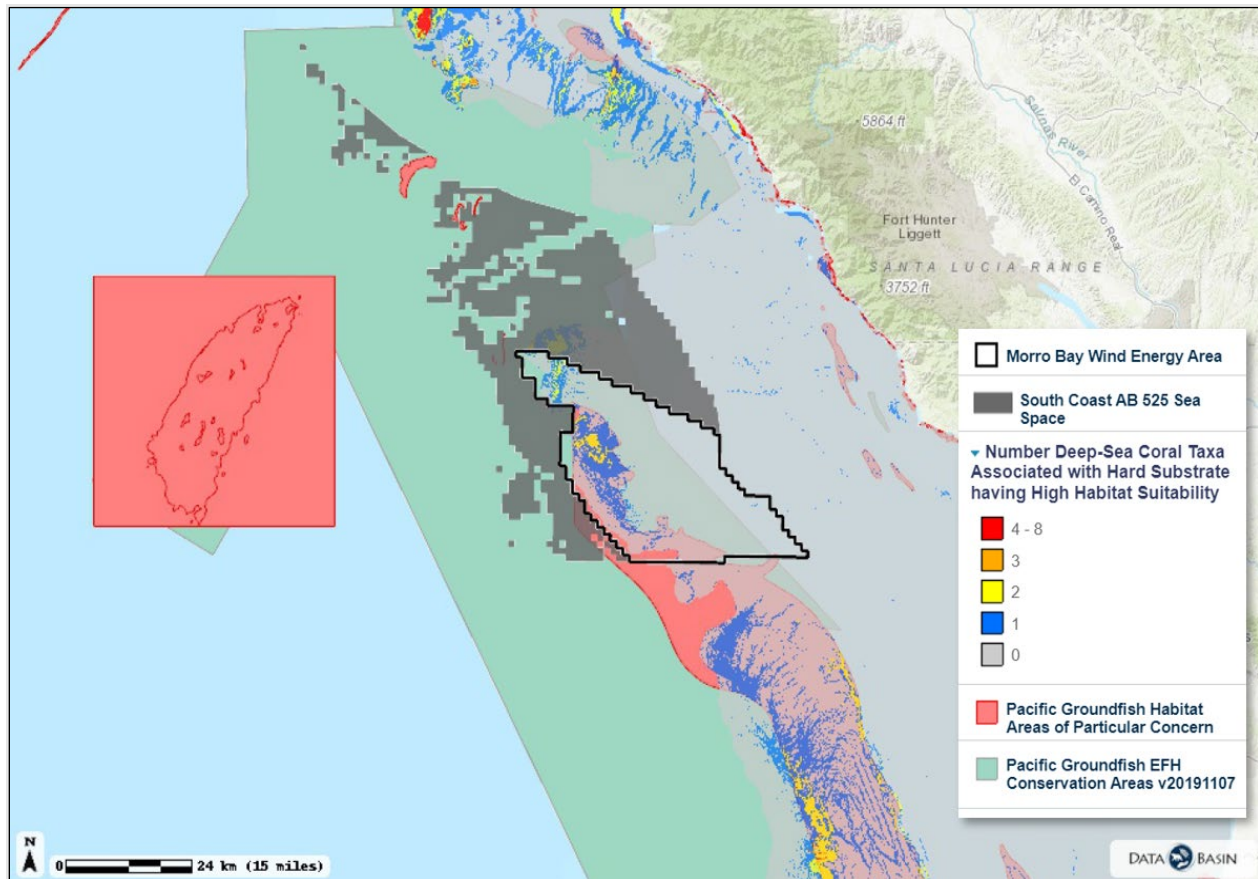 5864 ft
Salinas River
El Camino Real
Fort Hunter
Liggett
SANTA LUCIA RANGE
3752 ft
Morro Bay Wind Energy Area
South Coast AB 525 Sea
Space
Number Deep-Sea Coral Taxa
Associated with Hard Substrate
having High Habitat Suitability
4 - 8
3
2
1
0
Pacific Groundfish Habitat
Areas of Particular Concern
Pacific Groundfish EFH
Conservation Areas v20191107
N
0 24 km (15 miles)
DATA BASIN